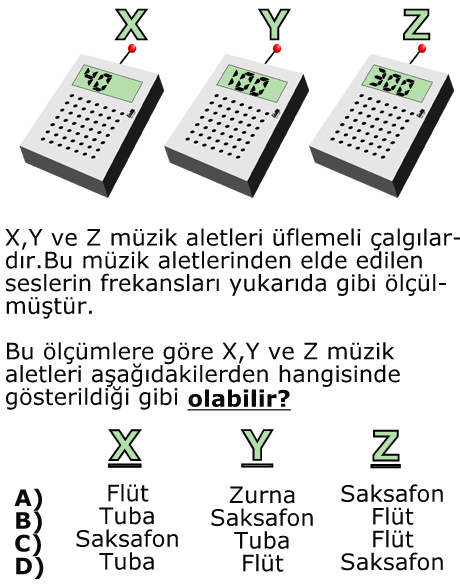 X Y Z
40 100 300
X,Y ve Z müzik aletleri üflemeli çalgılar-
dır.Bu müzik aletlerinden elde edilen
seslerin frekansları yukarıda gibi ölçül-
müştür.
Bu ölçümlere göre X,Y ve Z müzik
aletleri aşağıdakilerden hangisinde
gösterildiği gibi olabilir?
X Y Z
A) Flüt Zurna Saksafon
B) Tuba Saksafon Flüt
C) Saksafon Tuba Flüt
D) Tuba Flüt Saksafon